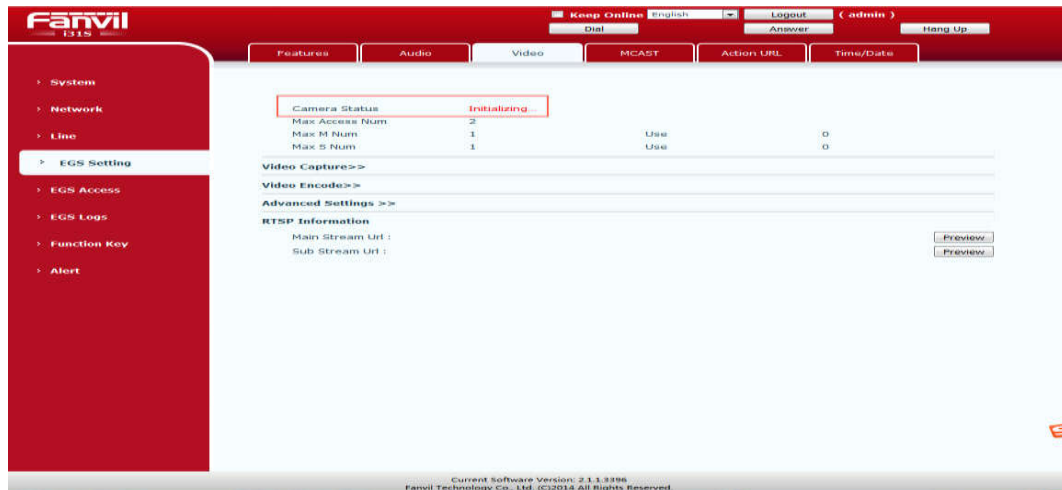 Fanvil
i31S
Keep Online English Logout ( admin )
Dial Answer Hang Up
Features Audio Video MCAST Action URL Time/Date
› System
› Network
› Line
› EGS Setting
› EGS Access
› EGS Logs
› Function Key
› Alert
Camera Status Initializing...
Max Access Num 2
Max M Num 1 Use 0
Max S Num 1 Use 0
Video Capture>>
Video Encode>>
Advanced Settings >>
RTSP Information
Main Stream Url : Preview
Sub Stream Url : Preview
Current Software Version: 2.1.1.3396
Fanvil Technology Co., Ltd. (C)2014 All Rights Reserved.